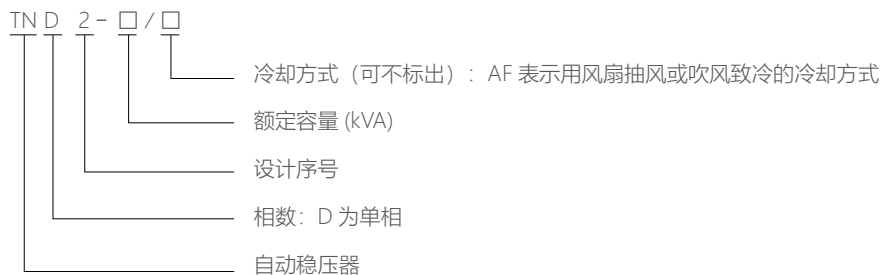 TN D 2 - □ / □
冷却方式（可不标出）：AF 表示用风扇抽风或吹风致冷的冷却方式
额定容量 (kVA)
设计序号
相数：D 为单相
自动稳压器